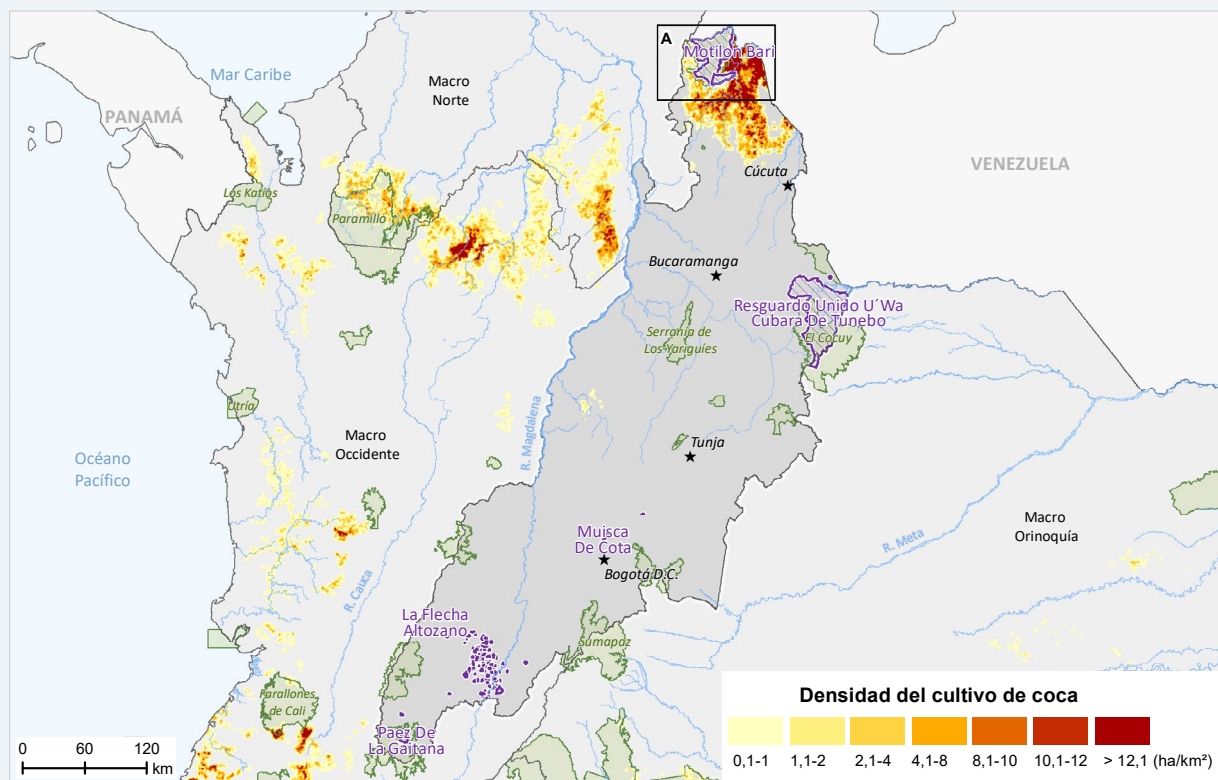 A
Motilón Barí
Mar Caribe
Macro
Norte
PANAMÁ
VENEZUELA
Cúcuta
Los Katíos
Paramillo
Bucaramanga
Resguardo Unido U´Wa
Cubara De Tunebo
Serranía de
Los Yariguíes
El Cocuy
Utría
R. Magdalena
Macro
Occidente
Tunja
Océano
Pacífico
Macro
Orinoquía
Muisca
De Cota
R. Meta
Bogotá D.C.
R. Cauca
La Flecha
Altozano
Sumapaz
Farallones
de Cali
Paez De
La Gaitana
Densidad del cultivo de coca
0,1-1 1,1-2 2,1-4 4,1-8 8,1-10 10,1-12 > 12,1 (ha/km²)
0 60 120
km